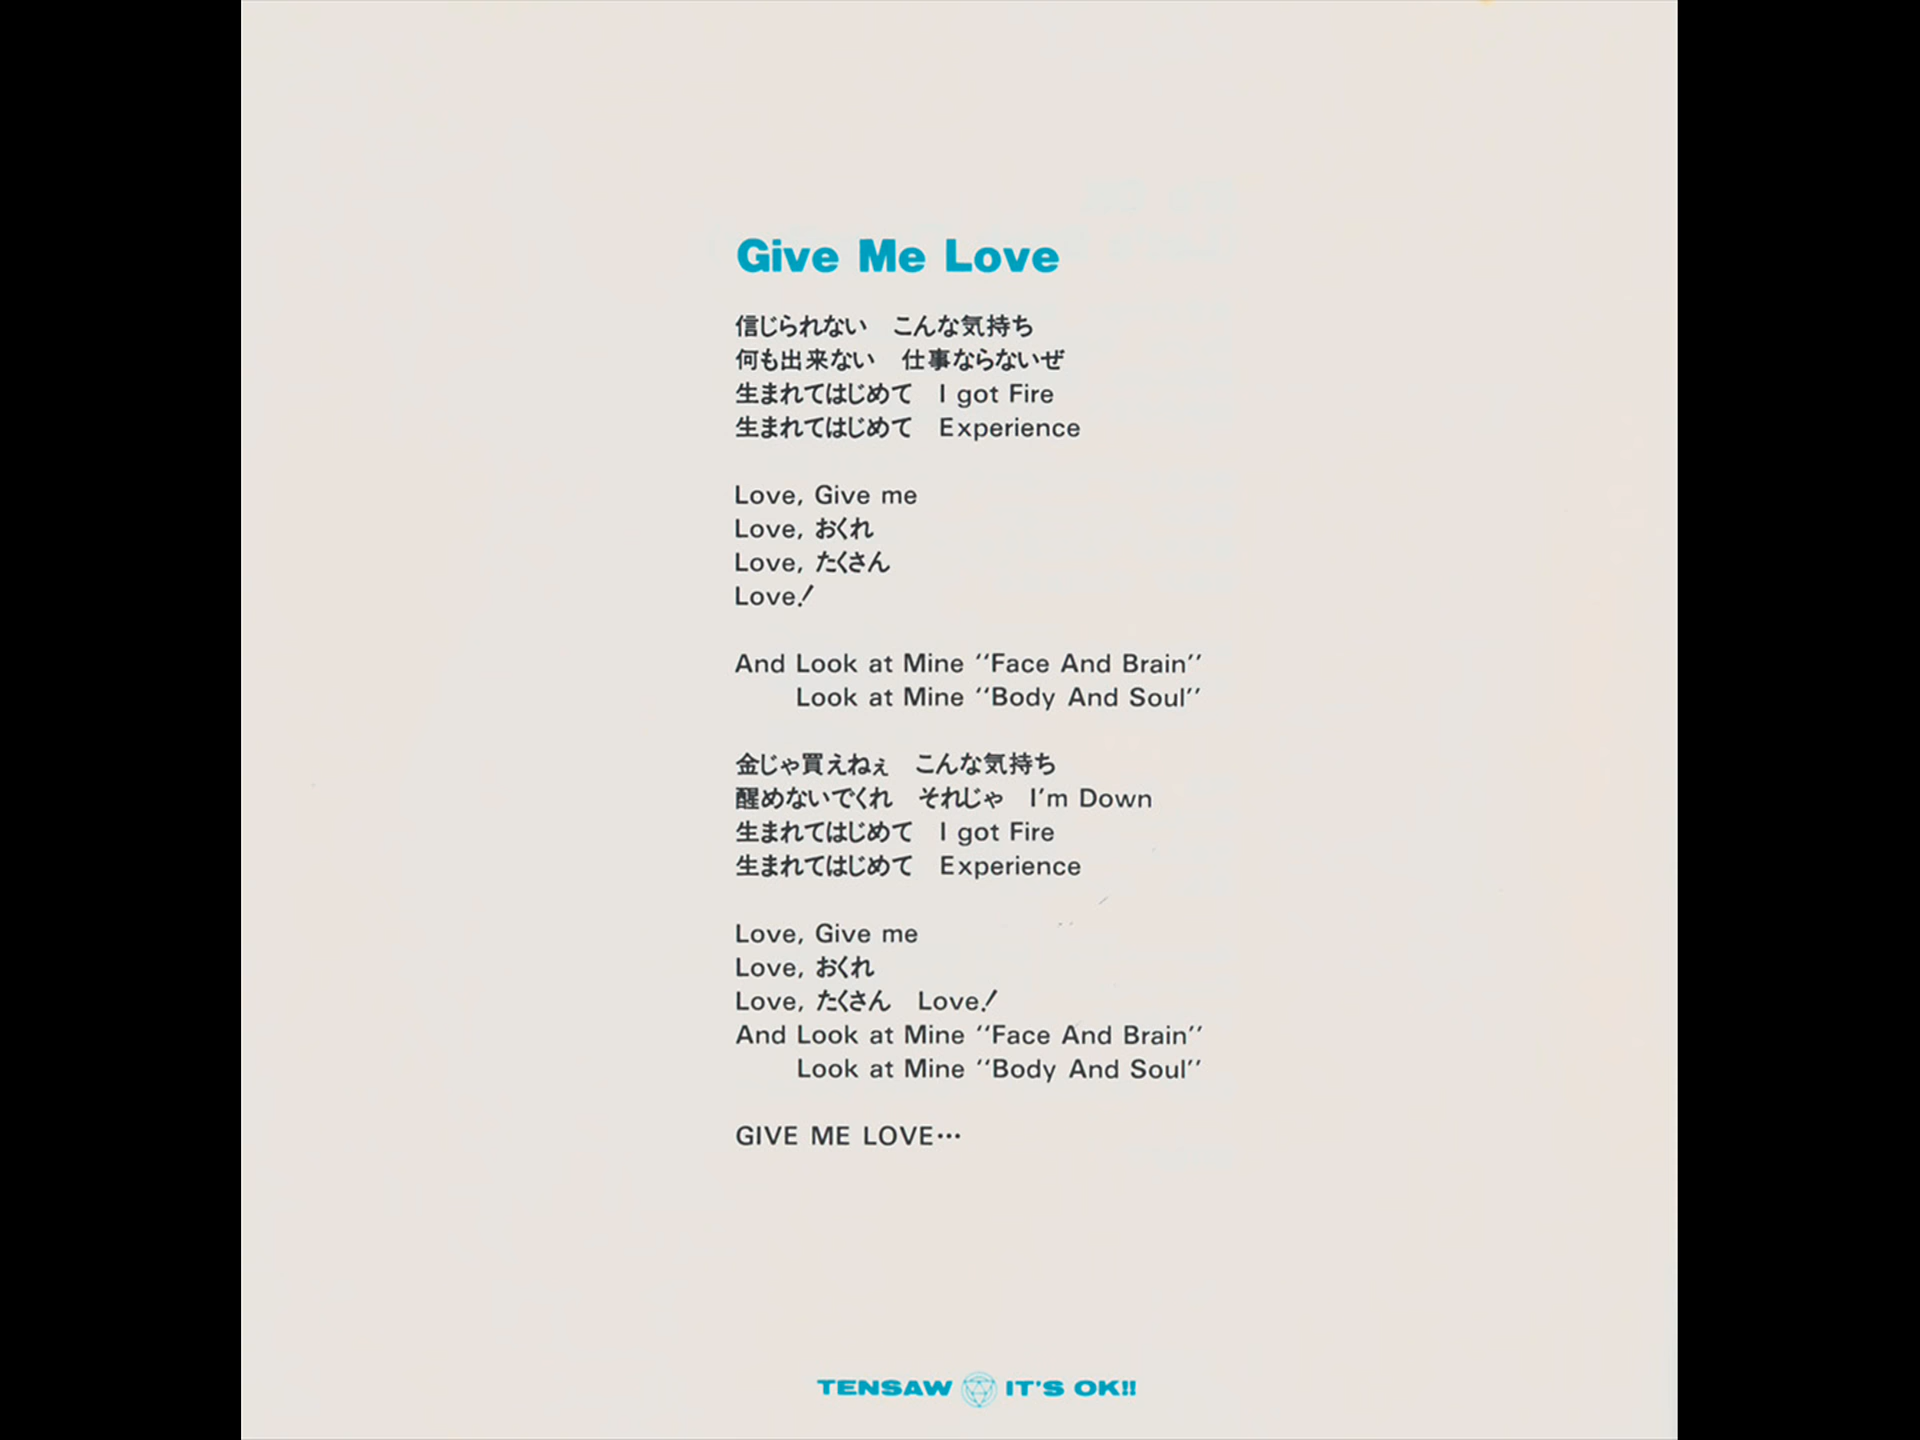 Give Me Love
信じられない　こんな気持ち
何も出来ない　仕事ならないぜ
生まれてはじめて　I got Fire
生まれてはじめて　Experience
Love, Give me
Love, おくれ
Love, たくさん
Love!
And Look at Mine "Face And Brain"
Look at Mine "Body And Soul"
金じゃ買えねぇ　こんな気持ち
醒めないでくれ　それじゃ　I'm Down
生まれてはじめて　I got Fire
生まれてはじめて　Experience
Love, Give me
Love, おくれ
Love, たくさん　Love!
And Look at Mine "Face And Brain"
Look at Mine "Body And Soul"
GIVE ME LOVE…
TENSAW IT'S OK!!